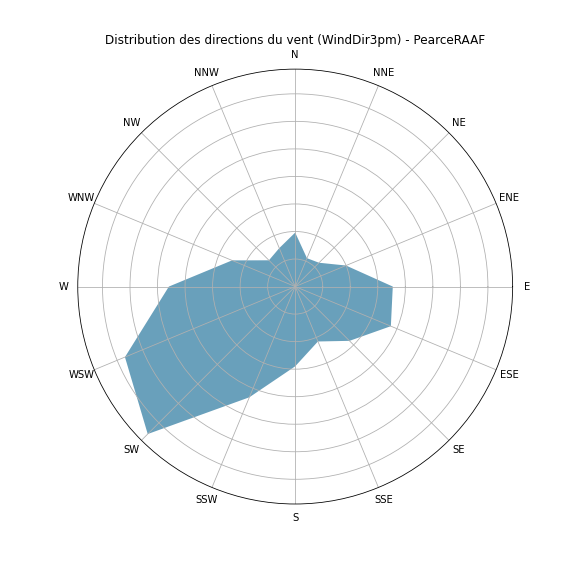 Distribution des directions du vent (WindDir3pm) - PearceRAAF
N
NNW
NNE
NW
NE
WNW
ENE
W
E
WSW
ESE
SW
SE
SSW
SSE
S